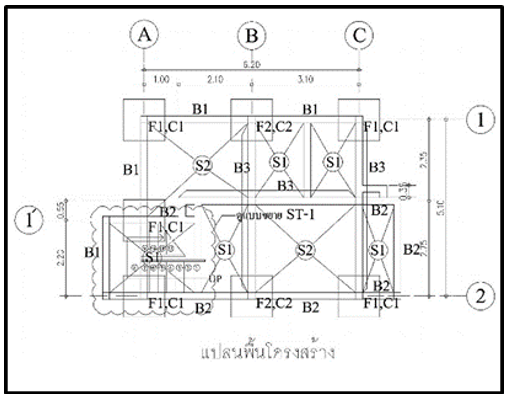 A B C
6.20
1.00 2.10 3.10
B1 B1
F1,C1 F2,C2 F1,C1 1
B1 S2 B3 S1 S1 B3 2.35
B3 0.35
5.10
0.55 B2 B2
1' F1,C1 ดูแบบขยาย ST-1
B1 S1 S1 S2 S1 B2 2.75
2.20
UP B2
F1,C1 B2 F2,C2 B2 F1,C1 2
แปลนพื้นโครงสร้าง